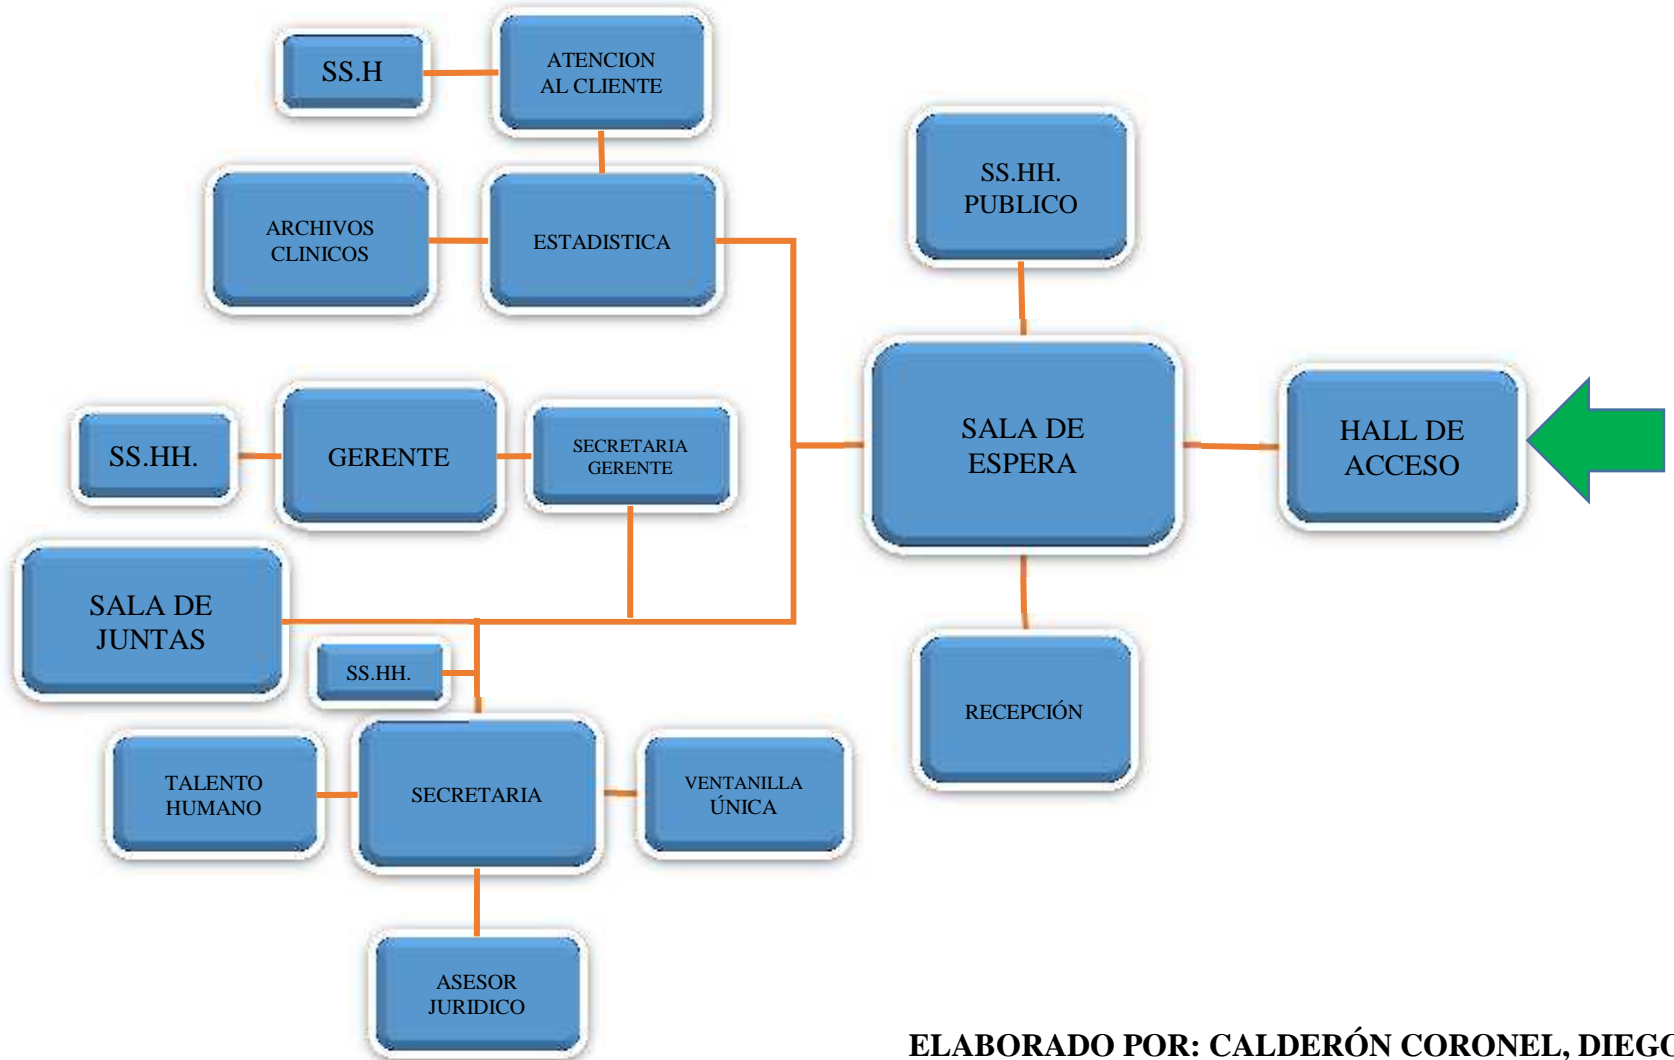 SS.H
ATENCION
AL CLIENTE
SS.HH.
PUBLICO
ARCHIVOS
CLINICOS
ESTADISTICA
SS.HH.
GERENTE
SECRETARIA
GERENTE
SALA DE
ESPERA
HALL DE
ACCESO
SALA DE
JUNTAS
SS.HH.
RECEPCIÓN
TALENTO
HUMANO
SECRETARIA
VENTANILLA
ÚNICA
ASESOR
JURIDICO
ELABORADO POR: CALDERÓN CORONEL, DIEGO